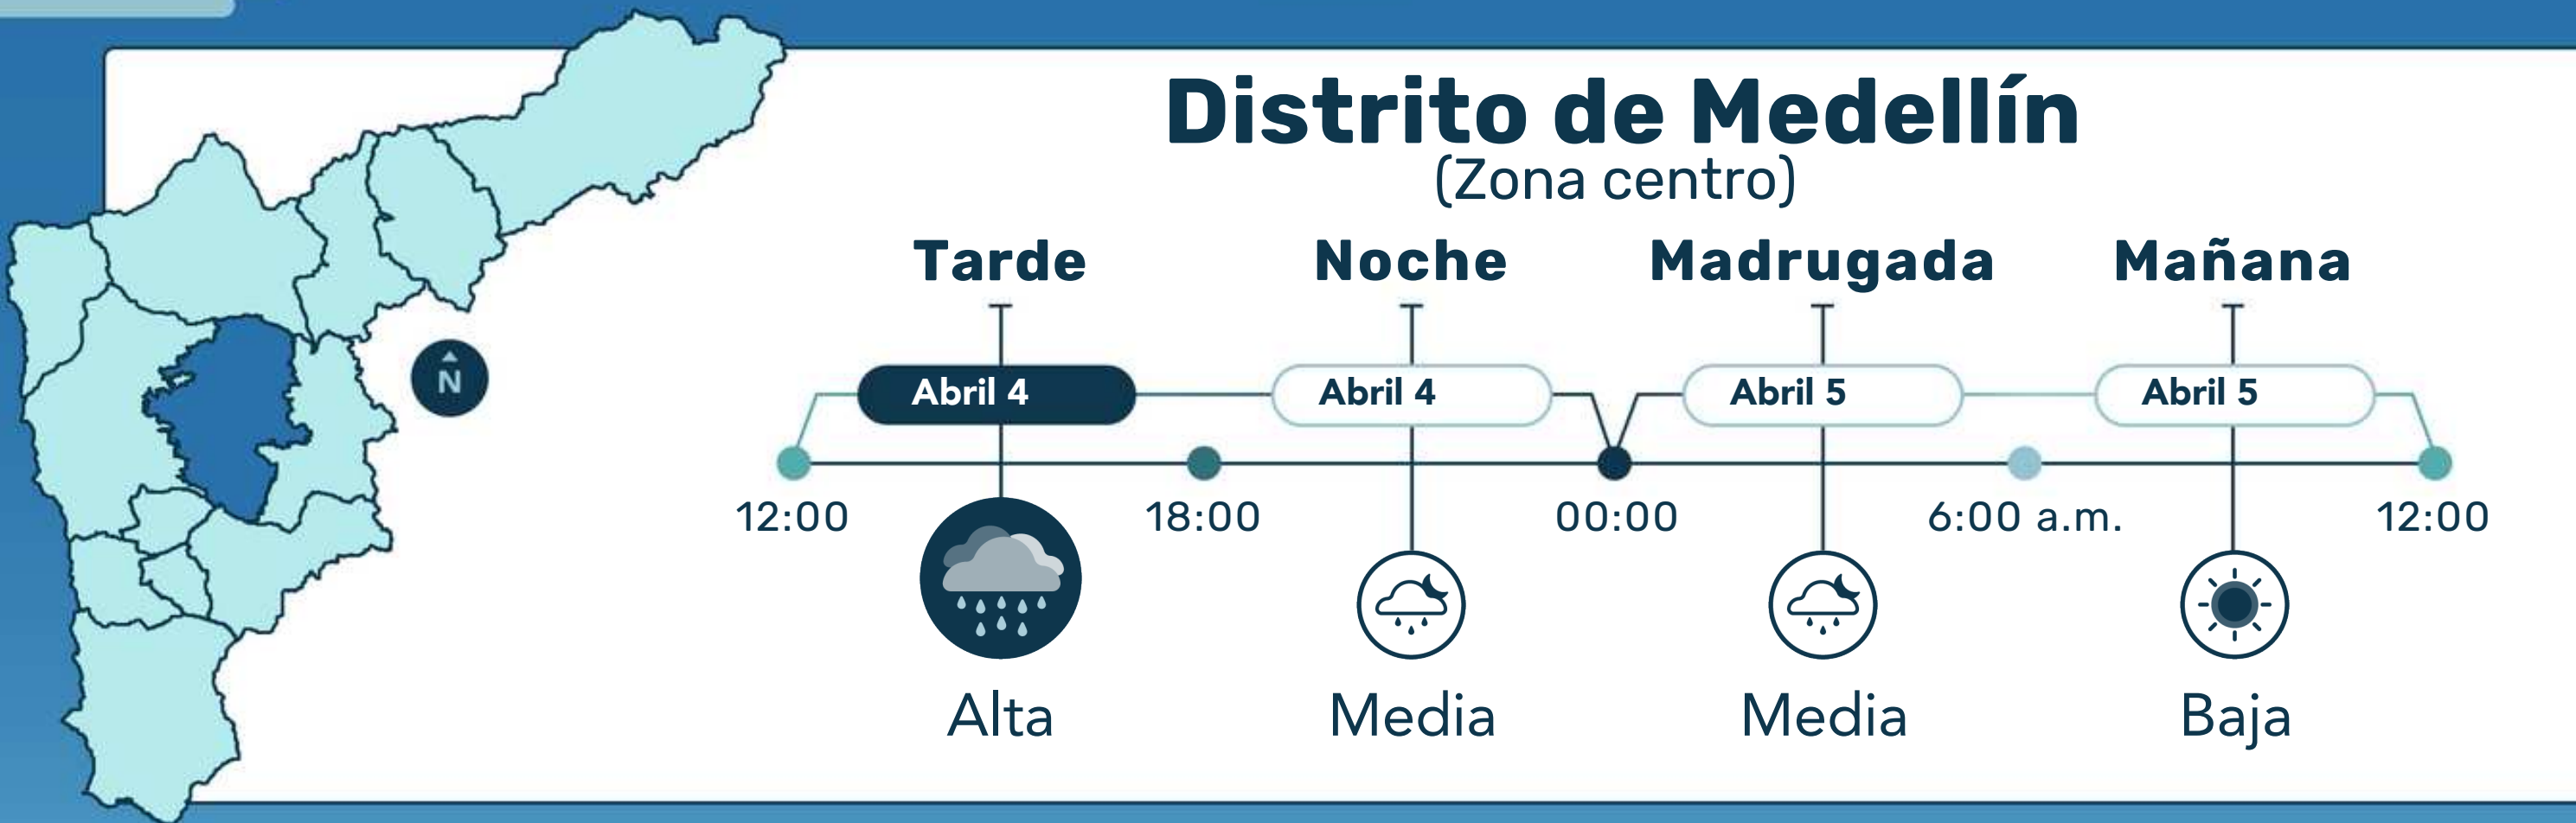 Distrito de Medellín
(Zona centro)
Tarde Noche Madrugada Mañana
Abril 4 Abril 4 Abril 5 Abril 5
N
12:00 18:00 00:00 6:00 a.m. 12:00
Alta Media Media Baja